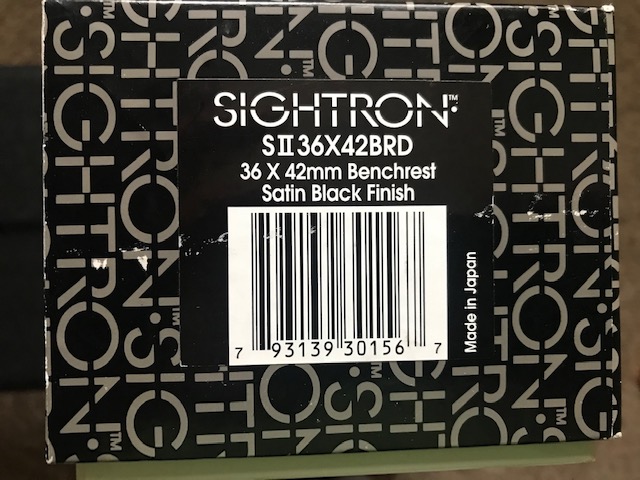 SIGHTRON™
SII 36X42BRD
36 X 42mm Benchrest
Satin Black Finish
7 93139 30156 7
Made in Japan